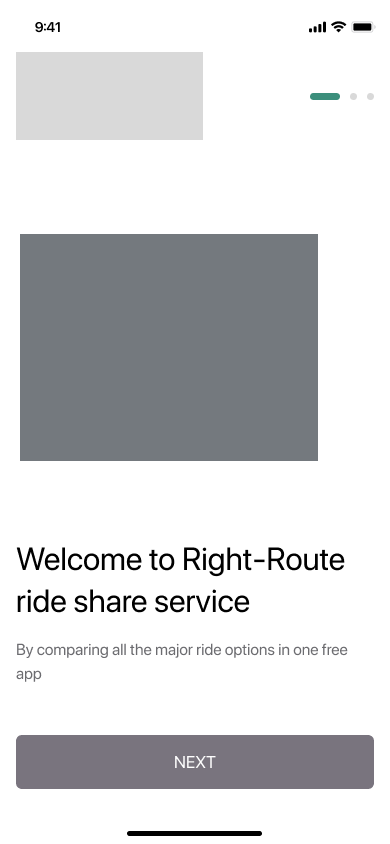 9:41
Welcome to Right-Route
ride share service
By comparing all the major ride options in one free
app
NEXT